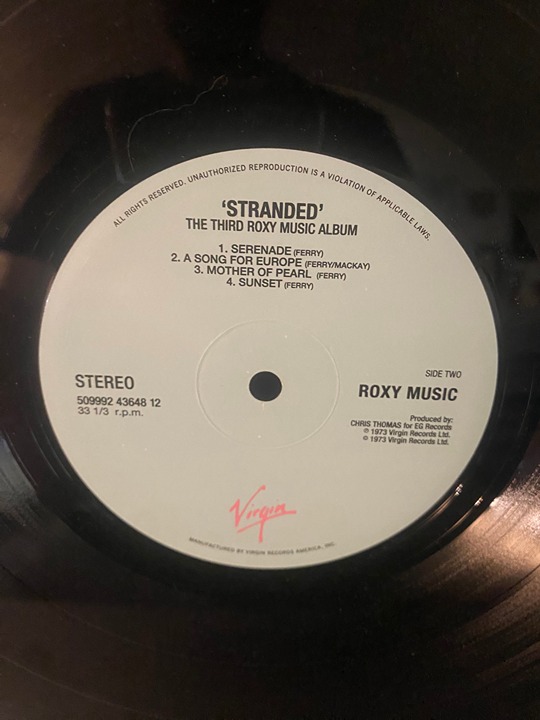 ALL RIGHTS RESERVED. UNAUTHORIZED REPRODUCTION IS A VIOLATION OF APPLICABLE LAWS.
'STRANDED'
THE THIRD ROXY MUSIC ALBUM
1. SERENADE (FERRY)
2. A SONG FOR EUROPE (FERRY/MACKAY)
3. MOTHER OF PEARL (FERRY)
4. SUNSET (FERRY)
STEREO
509992 43648 12
33 1/3 r.p.m.
SIDE TWO
ROXY MUSIC
Produced by:
CHRIS THOMAS for EG Records
℗ 1973 Virgin Records Ltd.
© 1973 Virgin Records Ltd.
Virgin
MANUFACTURED BY VIRGIN RECORDS AMERICA, INC.